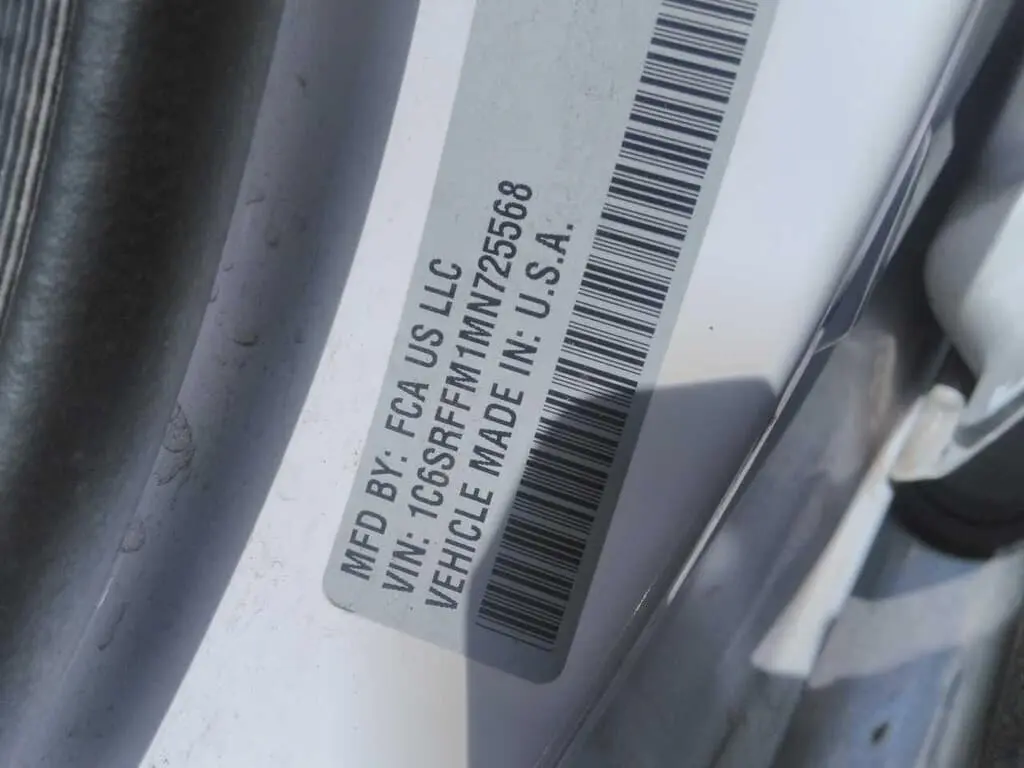 MFD BY: FCA US LLC
VIN: 1C6SRFFM1MN725568
VEHICLE MADE IN: U.S.A.